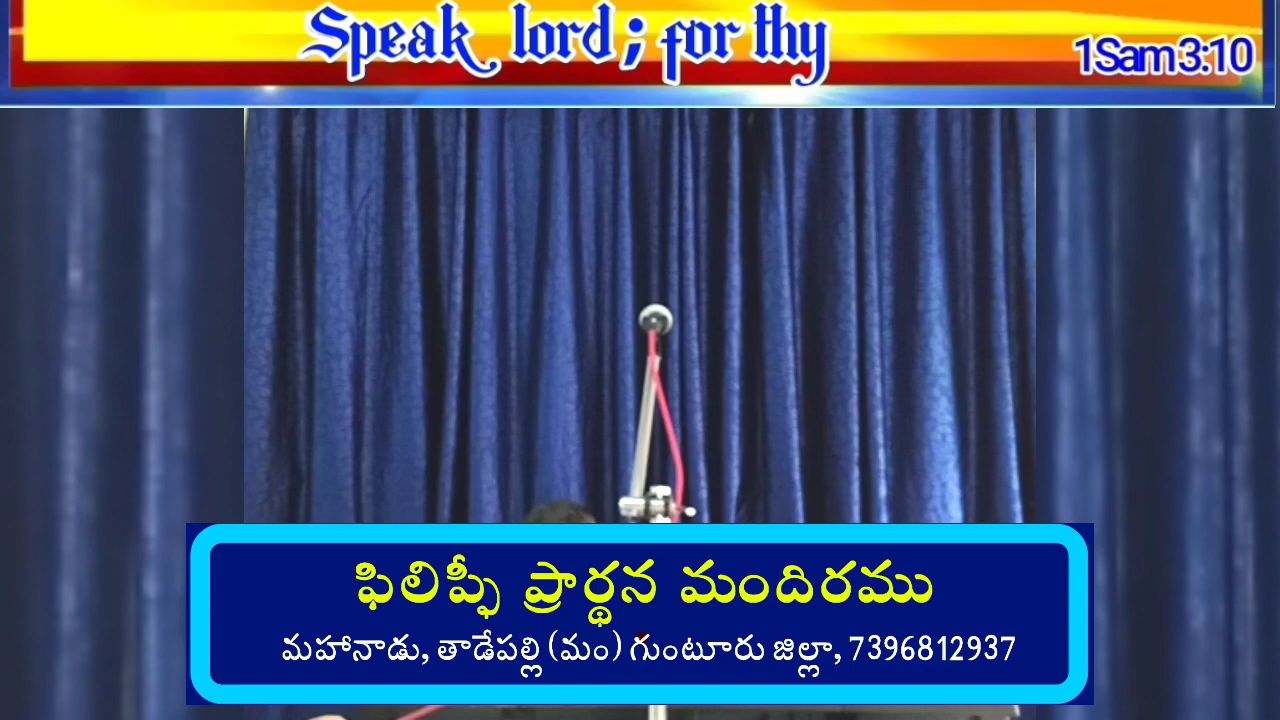 Speak lord ; for thy
1Sam3:10
ఫిలిప్ఫీ ప్రార్థన మందిరము
మహానాడు, తాడేపల్లి (మం) గుంటూరు జిల్లా, 7396812937